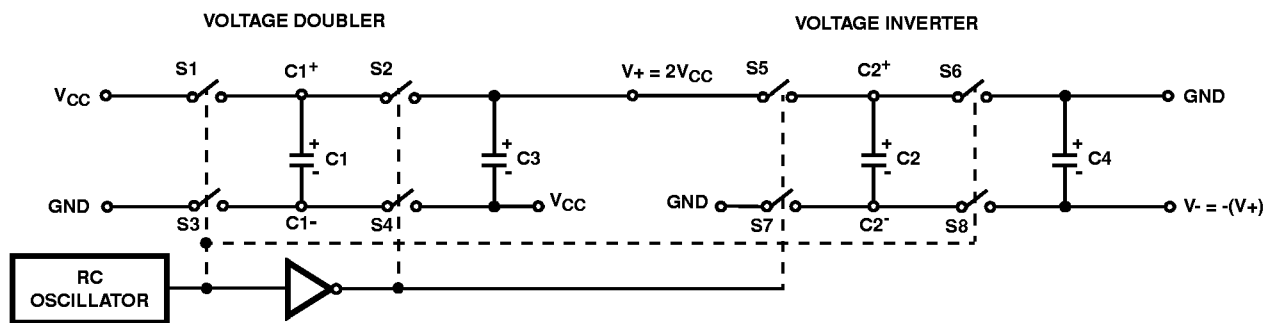 VOLTAGE DOUBLER
VOLTAGE INVERTER
S1
C1+
S2
V+ = 2VCC
S5
C2+
S6
VCC
GND
+
C1
-
+
C3
-
+
C2
-
+
C4
-
GND
S3
C1-
S4
VCC
GND
S7
C2-
S8
V- = -(V+)
RC
OSCILLATOR